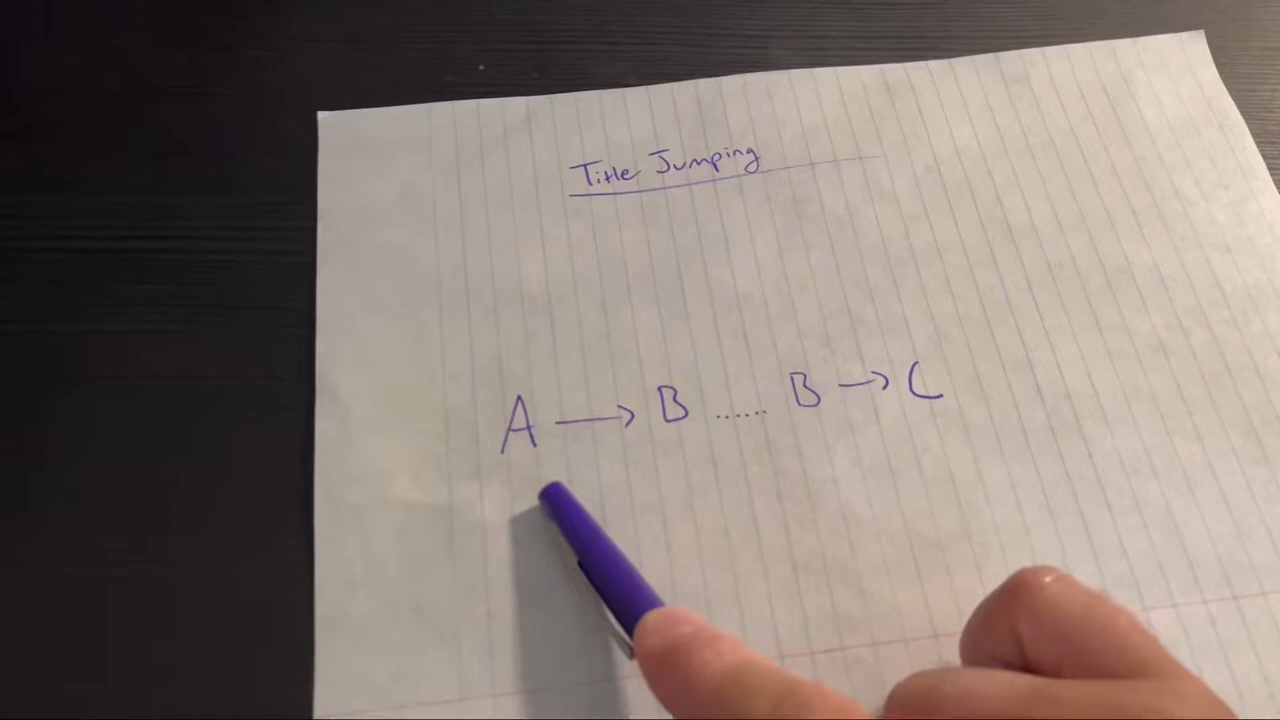 Title Jumping
A → B ...... B → C